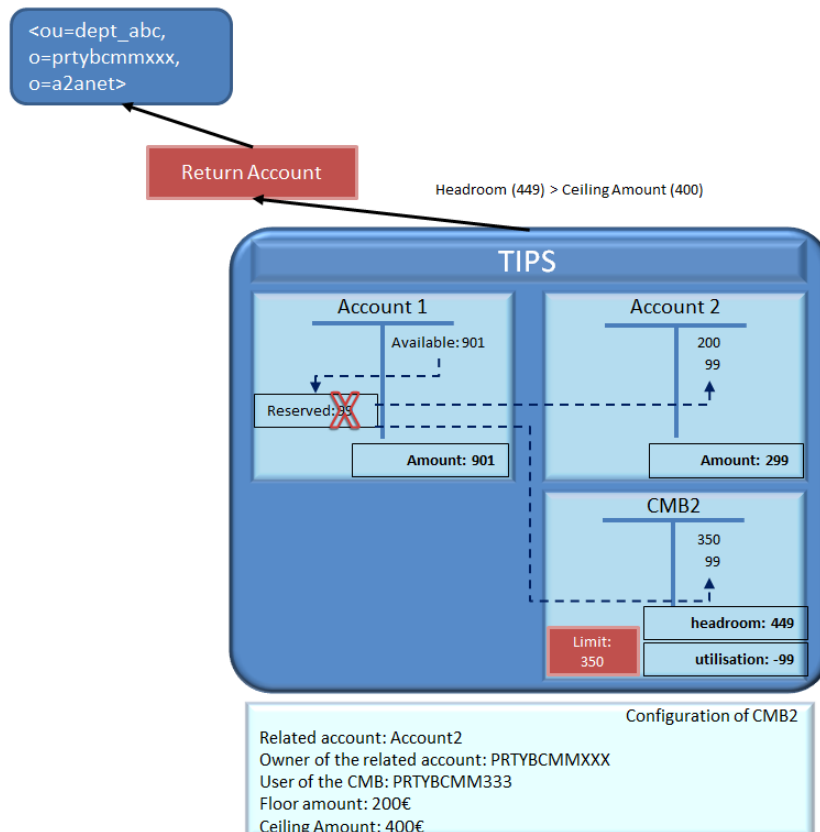 <ou=dept_abc,
o=prtybcmmxxx,
o=a2anet>
Return Account
Headroom (449) > Ceiling Amount (400)
TIPS
Account 1
Available: 901
Reserved: 99
Amount: 901
Account 2
200
99
Amount: 299
CMB2
350
99
headroom: 449
Limit:
350
utilisation: -99
Configuration of CMB2
Related account: Account2
Owner of the related account: PRTYBCMMXXX
User of the CMB: PRTYBCMM333
Floor amount: 200€
Ceiling Amount: 400€